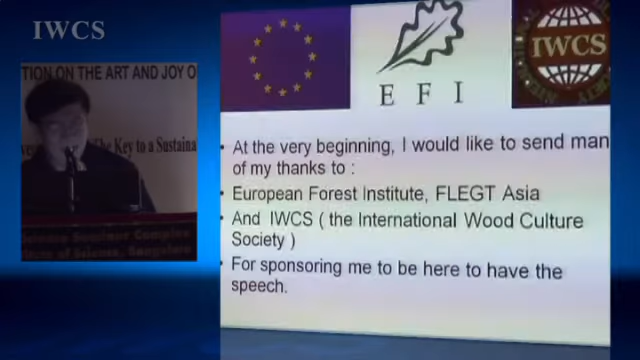 IWCS
TION ON THE ART AND JOY O
The Key to a Sustaina
E F I
IWCS
• At the very beginning, I would like to send man
of my thanks to :
• European Forest Institute, FLEGT Asia
• And IWCS ( the International Wood Culture
Society )
• For sponsoring me to be here to have the
speech.